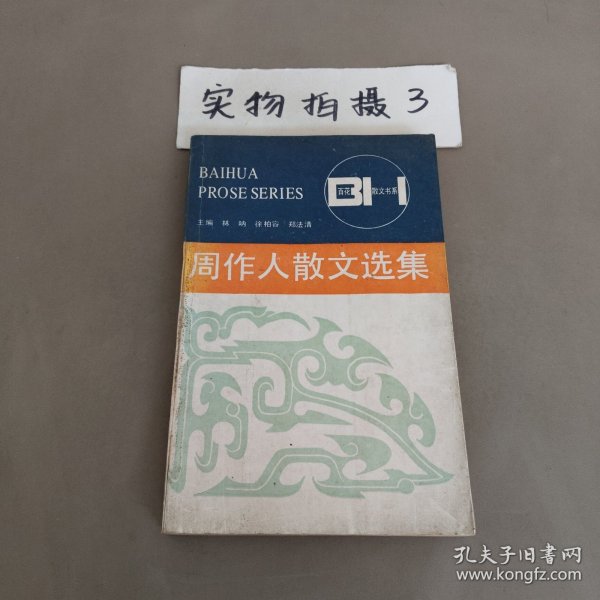 实物拍摄3
BAIHUA
PROSE SERIES
BH
百花 散文书系
主编 林呐 徐柏容 郑法清
周作人散文选集
孔夫子旧书网
www.kongfz.com